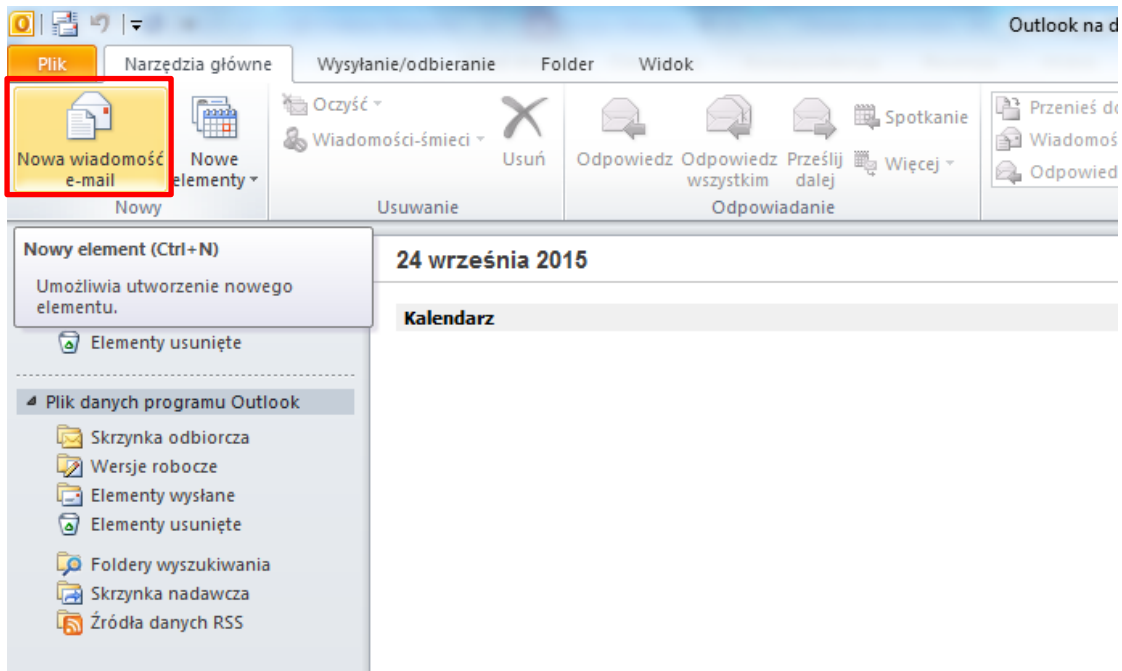 Outlook na d
Plik Narzędzia główne Wysyłanie/odbieranie Folder Widok
Nowa wiadomość e-mail
Nowe elementy
Nowy
Oczyść
Wiadomości-śmieci
Usuń
Usuwanie
Odpowiedz
Odpowiedz wszystkim
Prześlij dalej
Spotkanie
Więcej
Odpowiadanie
Przenieś do
Wiadomoś
Odpowied
Nowy element (Ctrl+N)
Umożliwia utworzenie nowego
elementu.
Elementy usunięte
Plik danych programu Outlook
Skrzynka odbiorcza
Wersje robocze
Elementy wysłane
Elementy usunięte
Foldery wyszukiwania
Skrzynka nadawcza
Źródła danych RSS
24 września 2015
Kalendarz